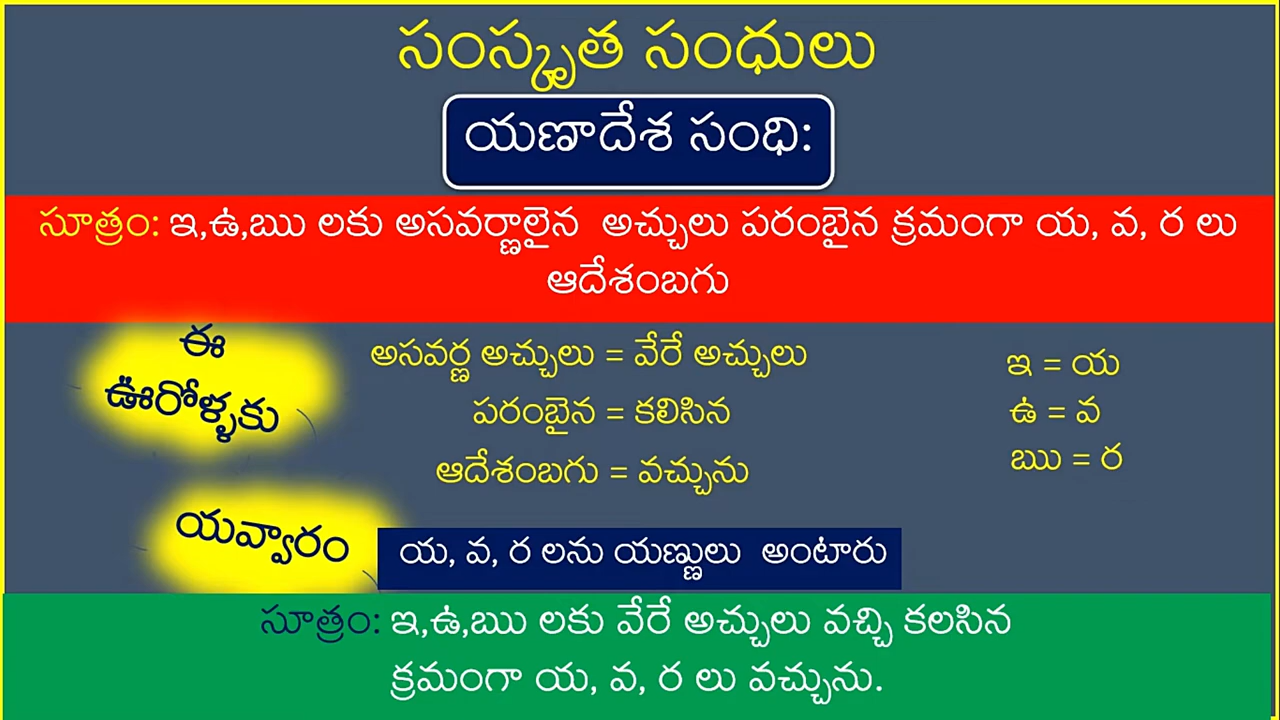 సంస్కృత సంధులు
యణాదేశ సంధి:
సూత్రం: ఇ,ఉ,ఋ లకు అసవర్ణాలైన అచ్చులు పరంబైన క్రమంగా య, వ, ర లు
ఆదేశంబగు
ఈ
ఊరోళ్ళకు
యవ్వారం
అసవర్ణ అచ్చులు = వేరే అచ్చులు
పరంబైన = కలిసిన
ఆదేశంబగు = వచ్చును
ఇ = య
ఉ = వ
ఋ = ర
య, వ, ర లను యణ్ణులు అంటారు
సూత్రం: ఇ,ఉ,ఋ లకు వేరే అచ్చులు వచ్చి కలసిన
క్రమంగా య, వ, ర లు వచ్చును.